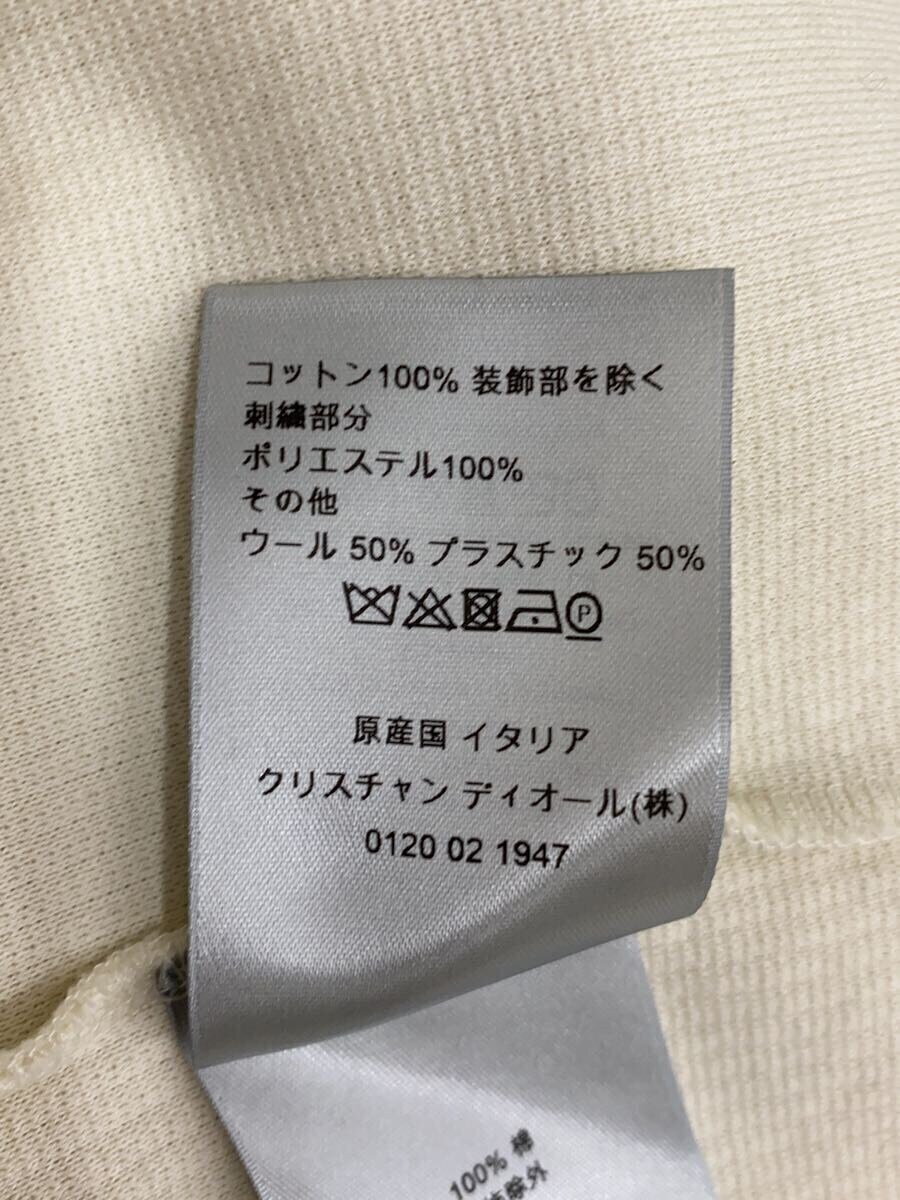 コットン100% 装飾部を除く
刺繍部分
ポリエステル100%
その他
ウール 50% プラスチック 50%
P
原産国 イタリア
クリスチャン ディオール(株)
0120 02 1947
100% 棉
除外